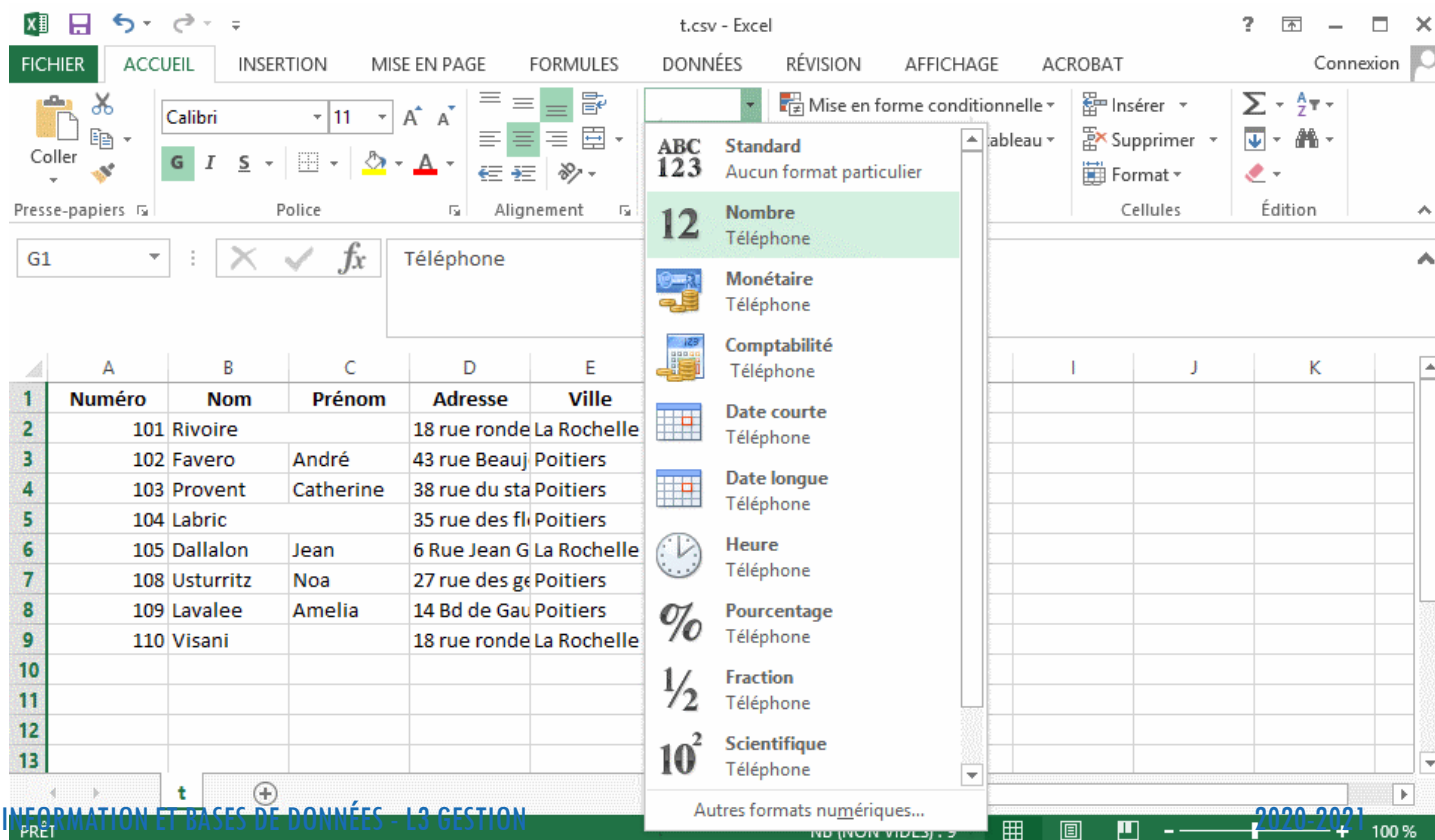 t.csv - Excel
?
FICHIER ACCUEIL INSERTION MISE EN PAGE FORMULES DONNÉES RÉVISION AFFICHAGE ACROBAT Connexion
Coller
Calibri 11 A A
G I S A
Mise en forme conditionnelle
ableau
Insérer
Supprimer
Format
Σ A Z
Presse-papiers Police Alignement Cellules Édition
G1 fx Téléphone
ABC 123 Standard
Aucun format particulier
12 Nombre
Téléphone
Monétaire
Téléphone
Comptabilité
Téléphone
Date courte
Téléphone
Date longue
Téléphone
Heure
Téléphone
% Pourcentage
Téléphone
1/2 Fraction
Téléphone
10² Scientifique
Téléphone
Autres formats numériques...
A B C D E I J K
1 Numéro Nom Prénom Adresse Ville
2 101 Rivoire 18 rue ronde La Rochelle
3 102 Favero André 43 rue Beauj Poitiers
4 103 Provent Catherine 38 rue du sta Poitiers
5 104 Labric 35 rue des fl Poitiers
6 105 Dallalon Jean 6 Rue Jean G La Rochelle
7 108 Usturritz Noa 27 rue des ge Poitiers
8 109 Lavalee Amelia 14 Bd de Gau Poitiers
9 110 Visani 18 rue ronde La Rochelle
10
11
12
13
t
INFORMATION ET BASES DE DONNÉES – L3 GESTION 2020-2021
PRÊT NB (NON VIDES) : 9 100 %